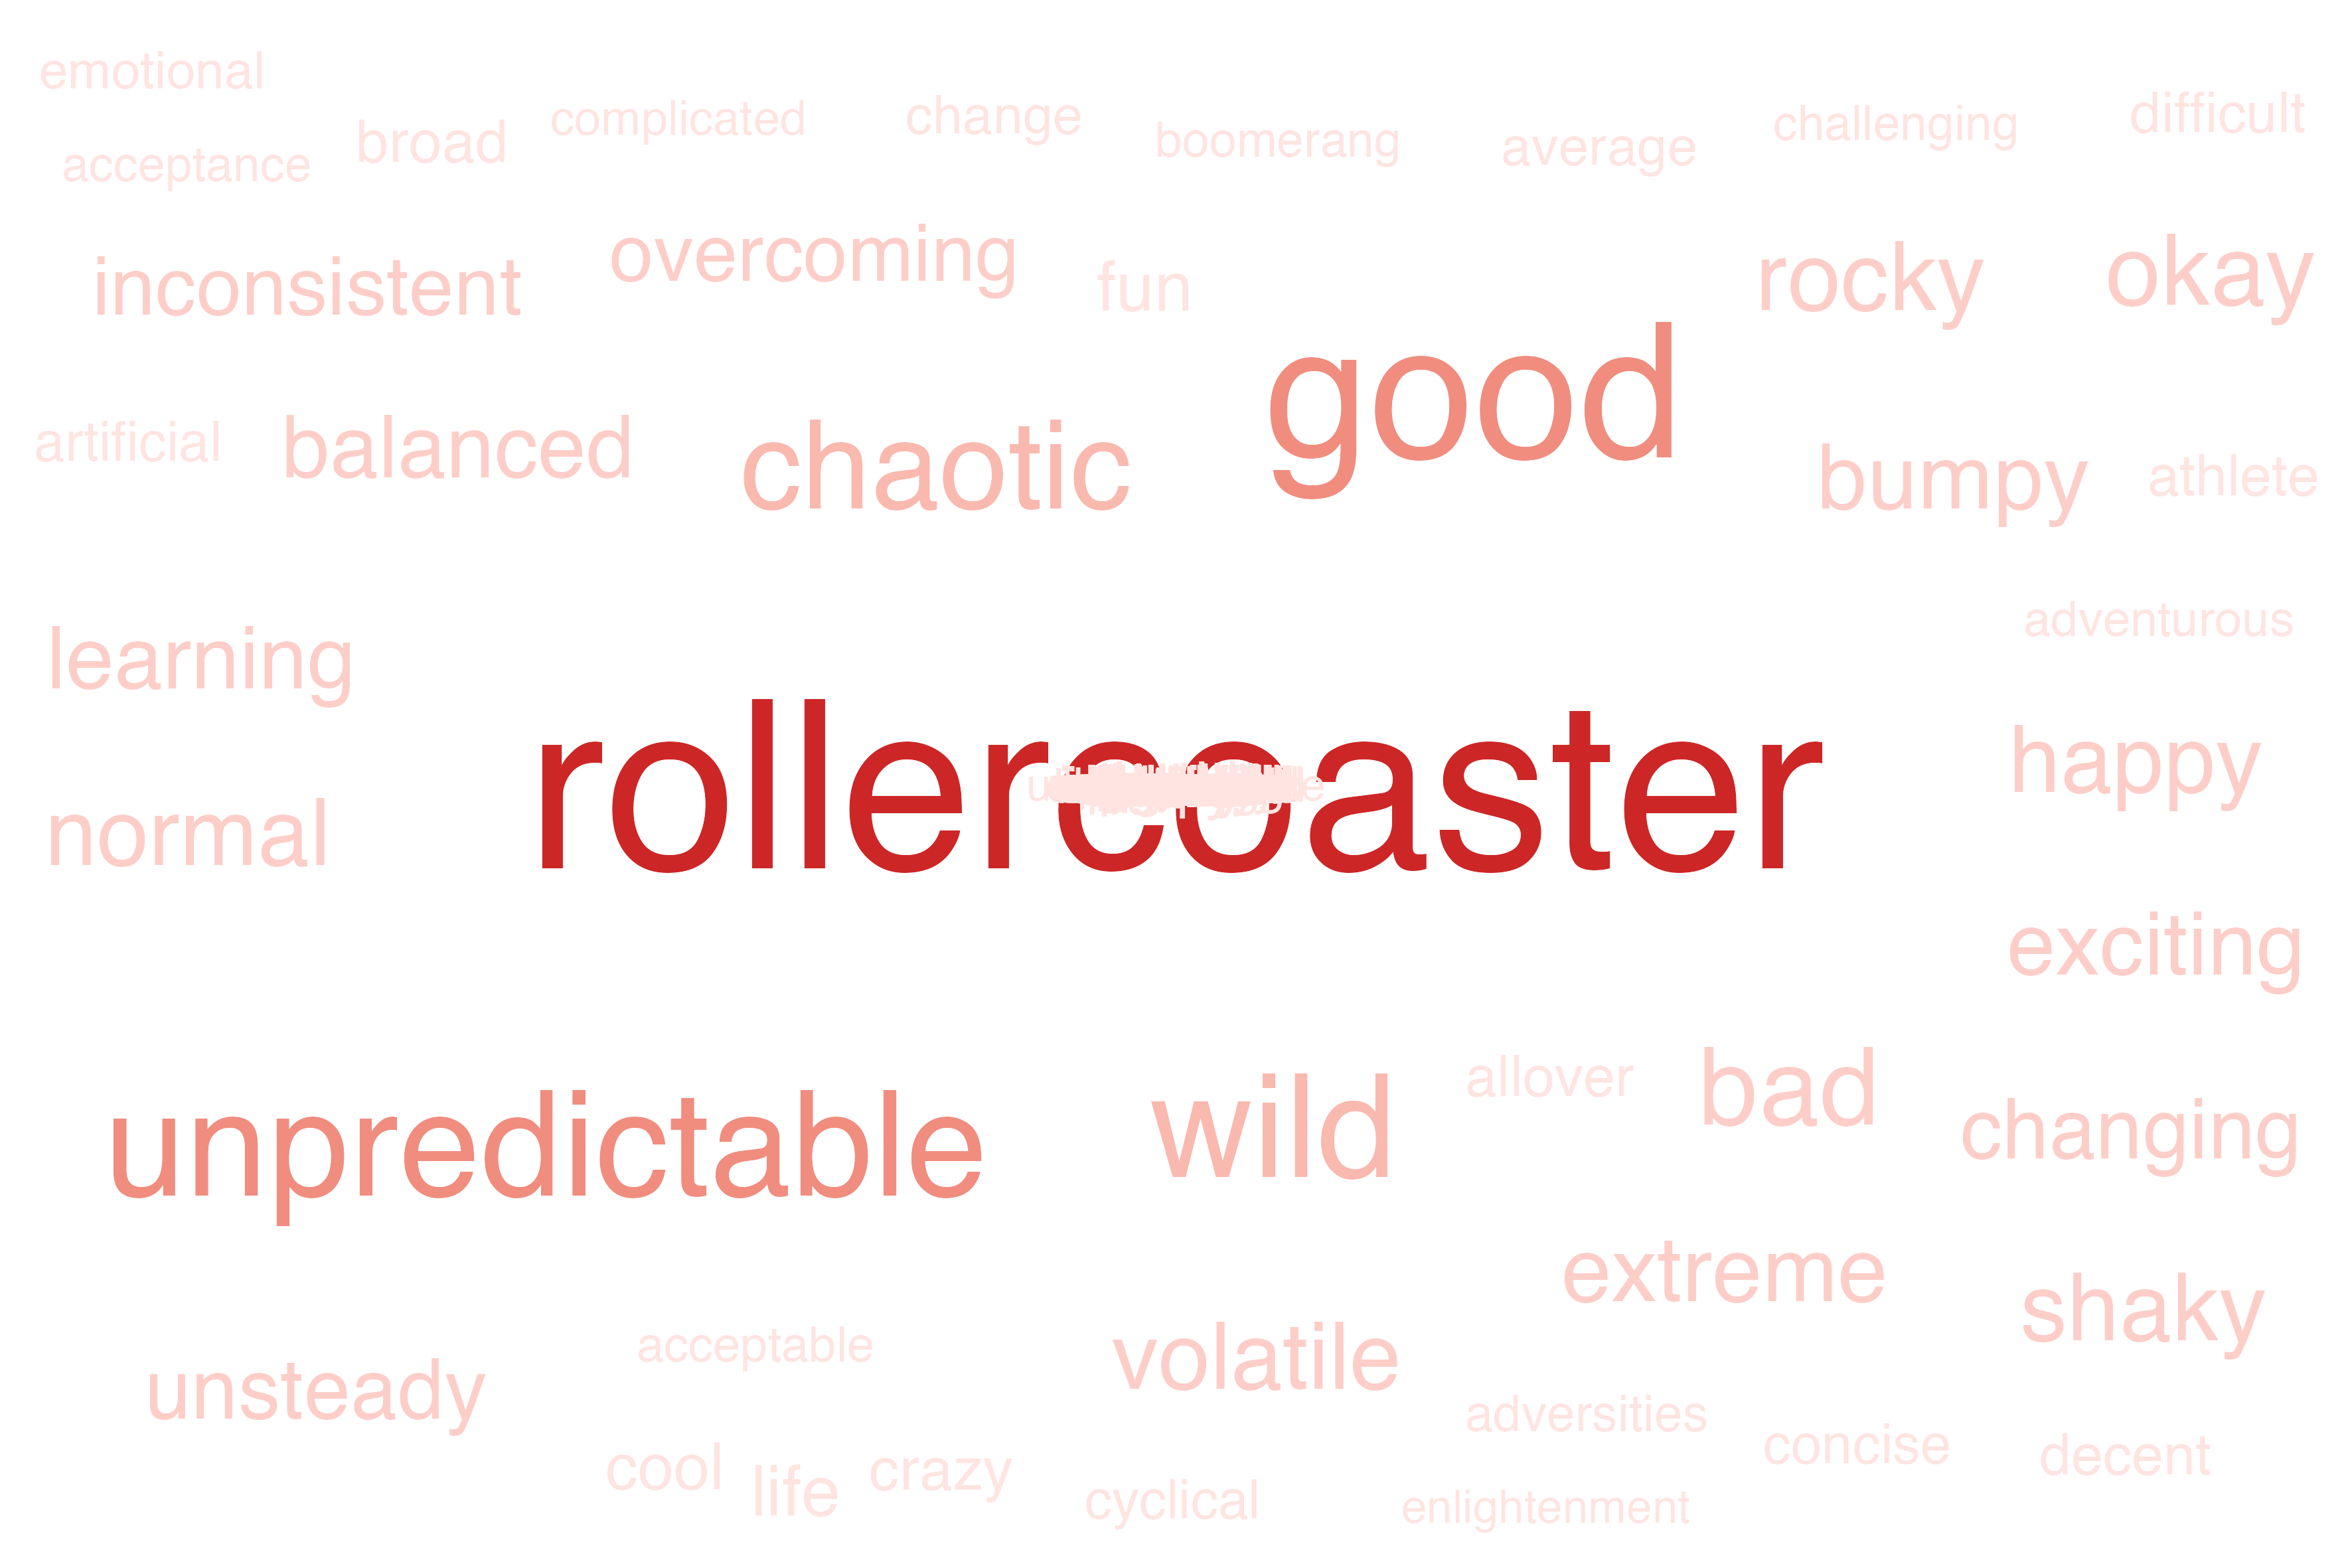 emotional
broad
complicated
change
boomerang
average
challenging
difficult
acceptance
inconsistent
overcoming
fun
rocky
okay
good
artificial
balanced
chaotic
bumpy
athlete
learning
adventurous
rollercoaster
happy
normal
exciting
unpredictable
wild
allover
bad
changing
extreme
shaky
unsteady
acceptable
volatile
adversities
concise
decent
cool
life
crazy
cyclical
enlightenment